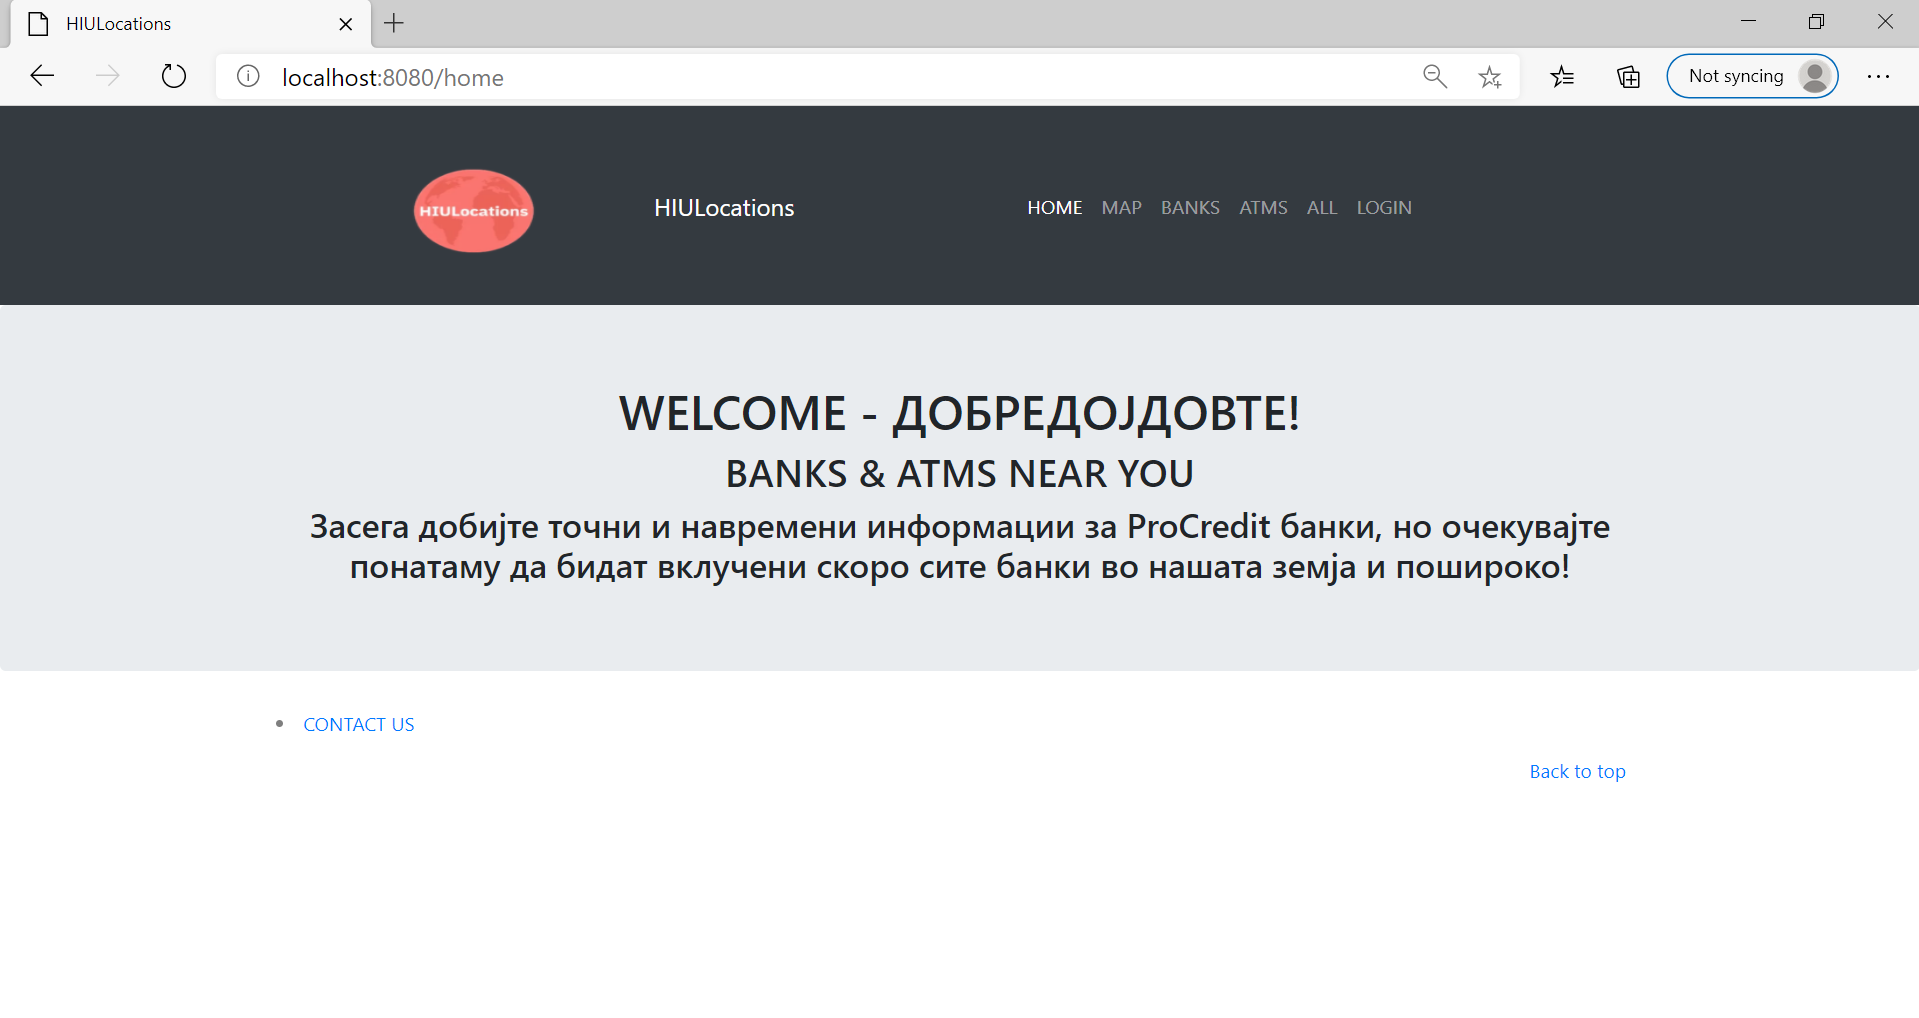 HIULocations
localhost:8080/home
Not syncing
HIULocations
HIULocations
HOME MAP BANKS ATMS ALL LOGIN
WELCOME - ДОБРЕДОЈДОВТЕ!
BANKS & ATMS NEAR YOU
Засега добијте точни и навремени информации за ProCredit банки, но очекувајте
понатаму да бидат вклучени скоро сите банки во нашата земја и пошироко!
CONTACT US
Back to top